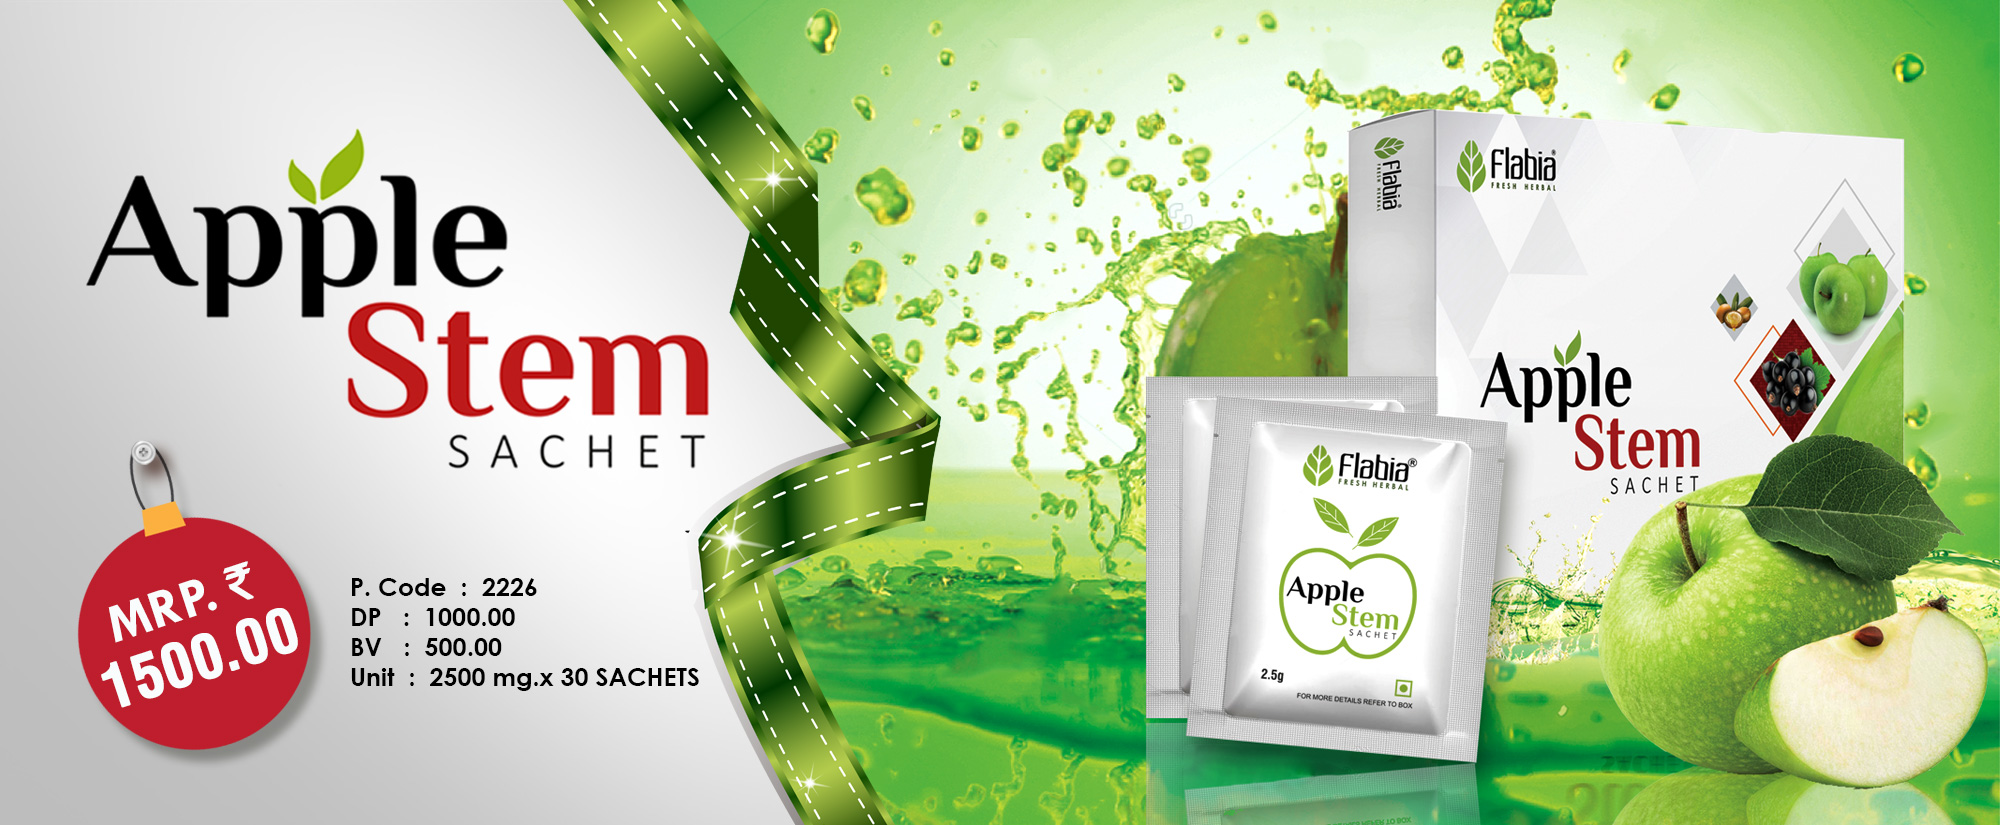 Apple
Stem
SACHET
MRP. ₹
1500.00
P. Code : 2226
DP : 1000.00
BV : 500.00
Unit : 2500 mg.x 30 SACHETS
Flabia®
FRESH HERBAL
Flabia®
FRESH HERBAL
Apple
Stem
SACHET
Flabia®
FRESH HERBAL
Apple
Stem
SACHET
2.5g
FOR MORE DETAILS REFER TO BOX